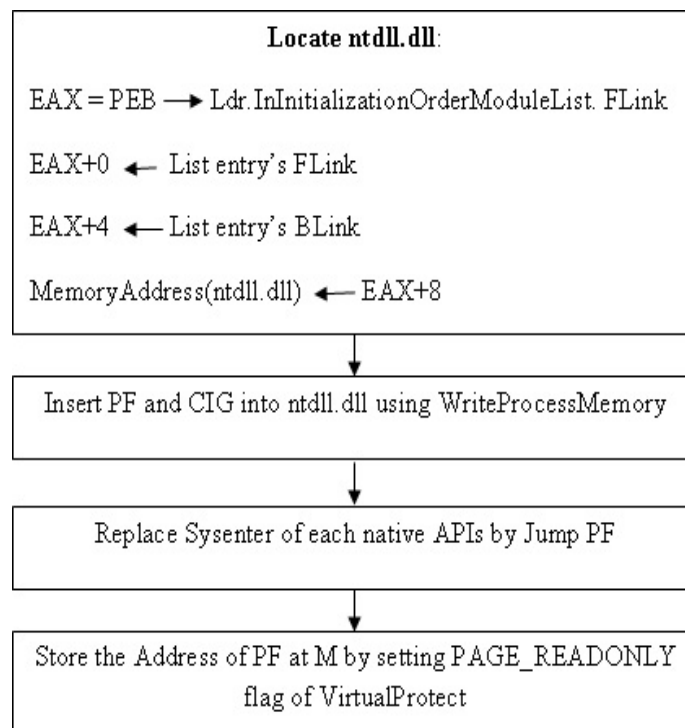 Locate ntdll.dll:
EAX = PEB → Ldr.InInitializationOrderModuleList. FLink
EAX+0 ← List entry's FLink
EAX+4 ← List entry's BLink
MemoryAddress(ntdll.dll) ← EAX+8
Insert PF and CIG into ntdll.dll using WriteProcessMemory
Replace Sysenter of each native APIs by Jump PF
Store the Address of PF at M by setting PAGE_READONLY
flag of VirtualProtect